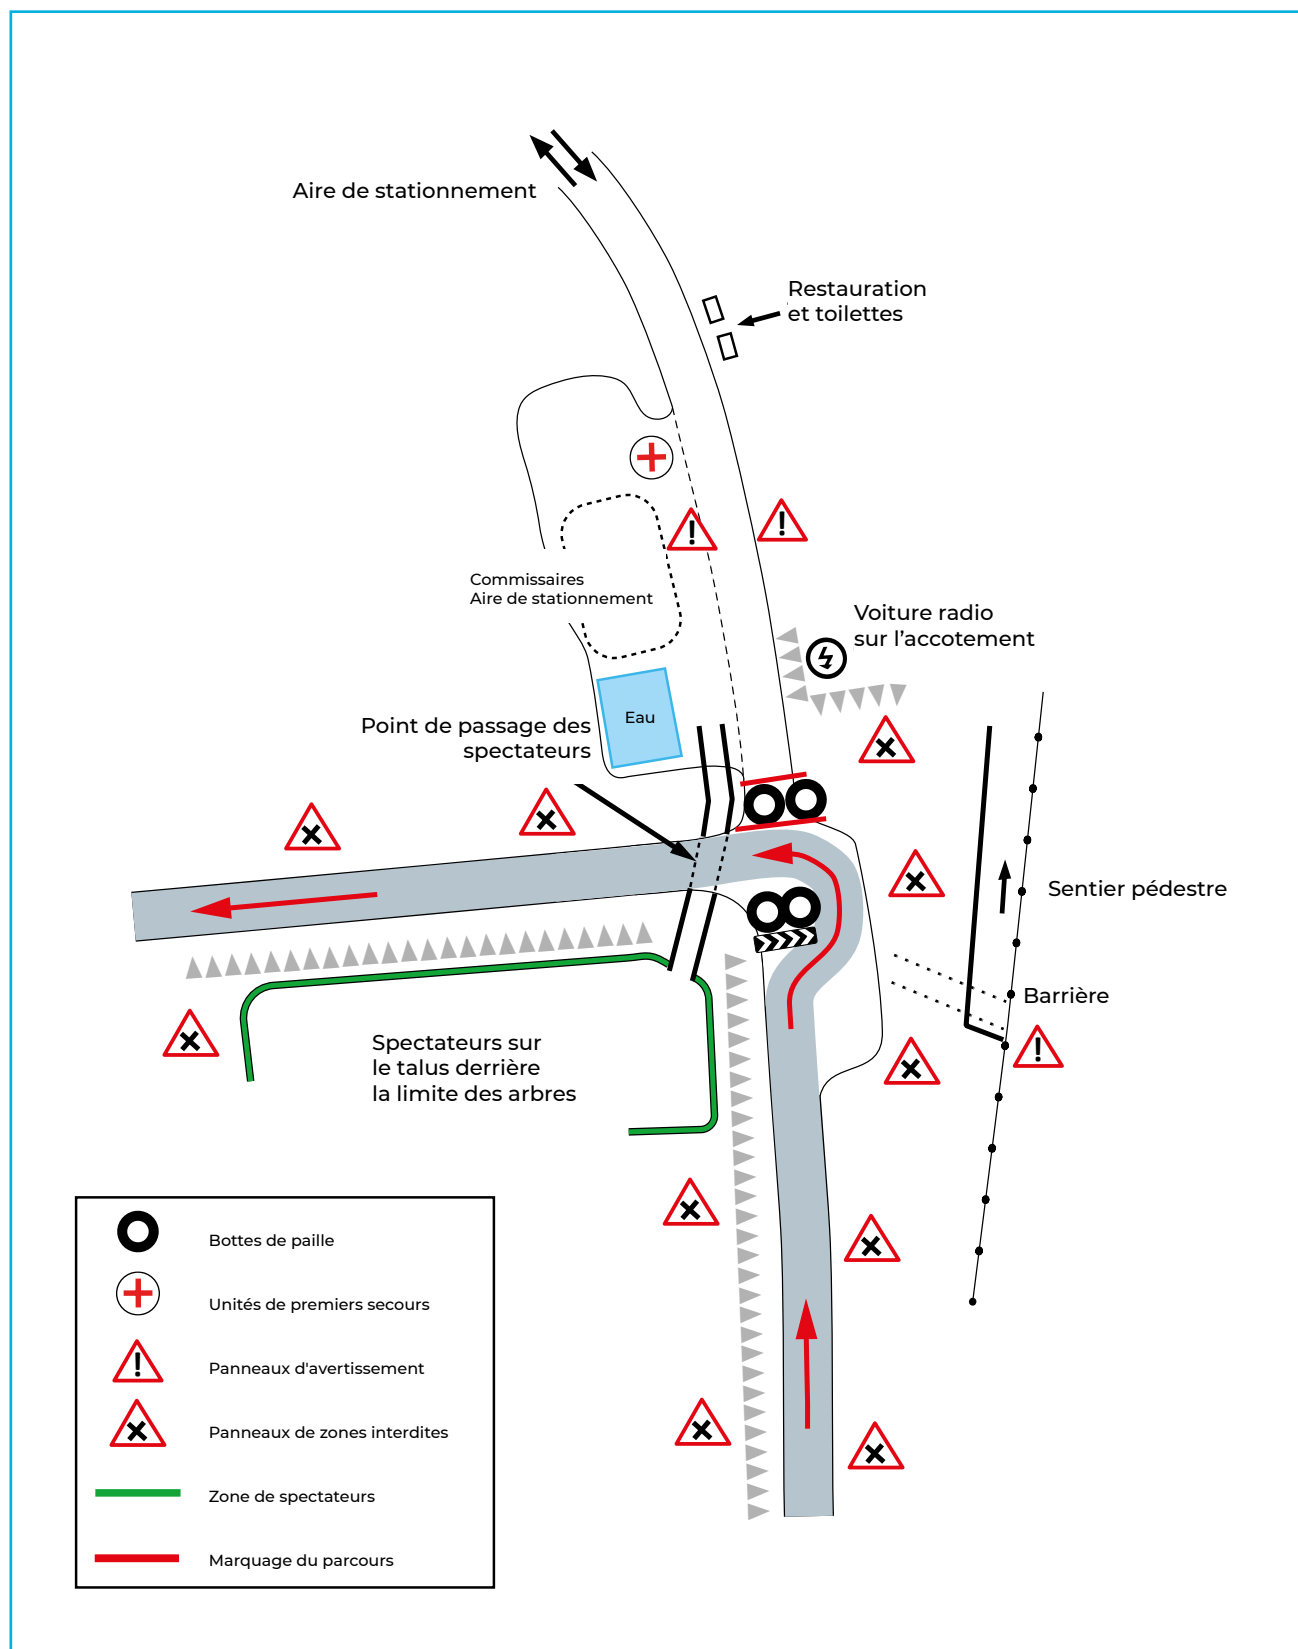 Aire de stationnement
Restauration
et toilettes
Commissaires
Aire de stationnement
Voiture radio
sur l'accotement
Eau
Point de passage des
spectateurs
Sentier pédestre
Barrière
Spectateurs sur
le talus derrière
la limite des arbres
Bottes de paille
Unités de premiers secours
Panneaux d'avertissement
Panneaux de zones interdites
Zone de spectateurs
Marquage du parcours